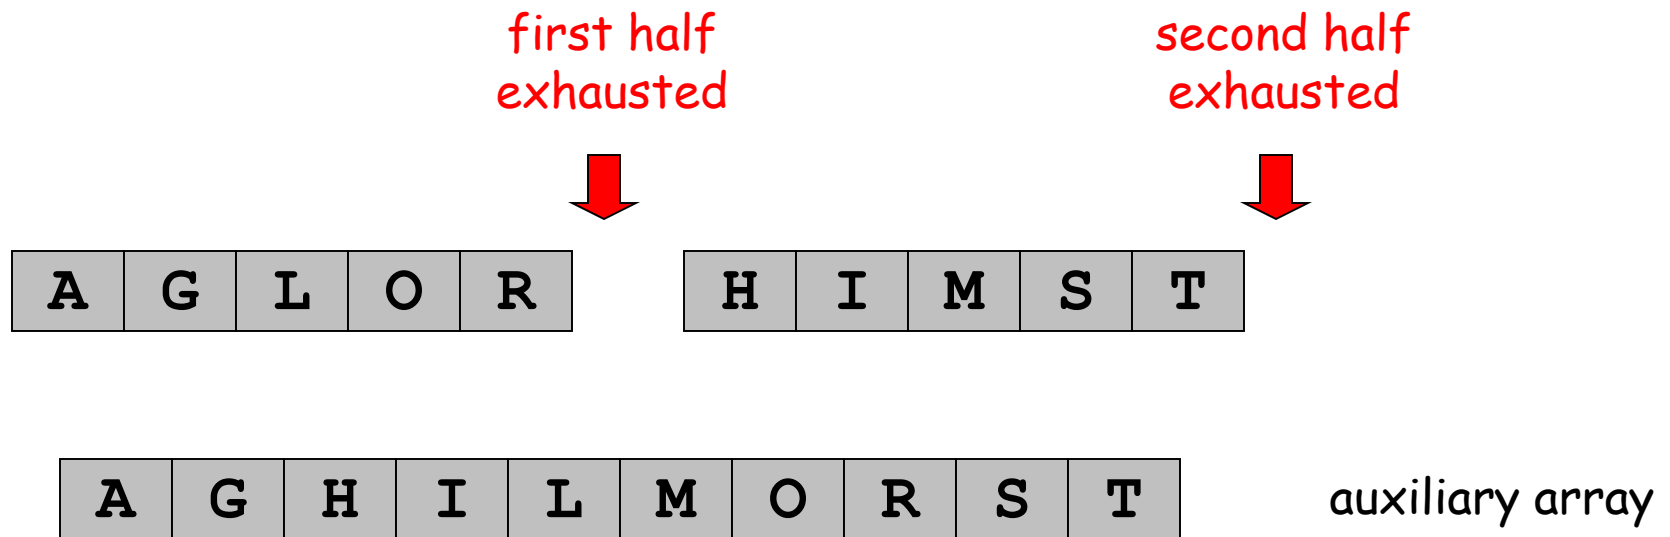 first half
exhausted
second half
exhausted
A G L O R
H I M S T
A G H I L M O R S T
auxiliary array